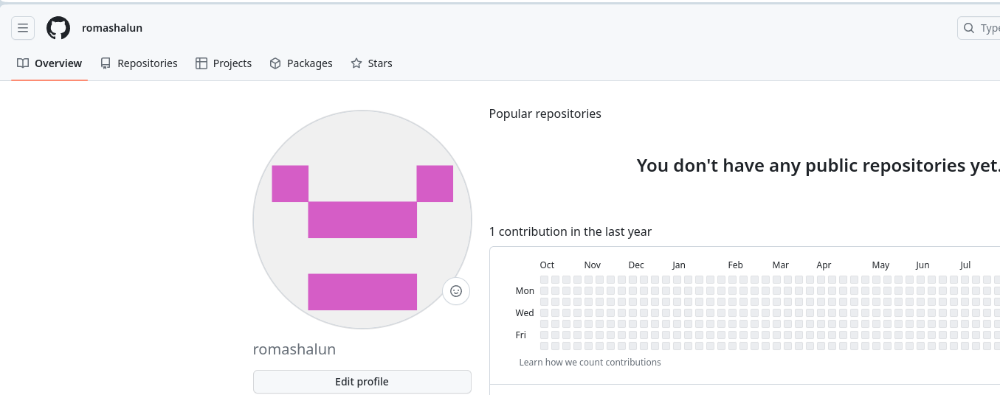 romashalun
Type
Overview Repositories Projects Packages Stars
Popular repositories
You don't have any public repositories yet.
1 contribution in the last year
Oct Nov Dec Jan Feb Mar Apr May Jun Jul
Mon
Wed
Fri
Learn how we count contributions
romashalun
Edit profile